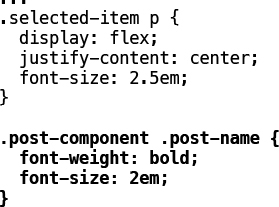 .selected-item p {
  display: flex;
  justify-content: center;
  font-size: 2.5em;
}

.post-component .post-name {
  font-weight: bold;
  font-size: 2em;
}